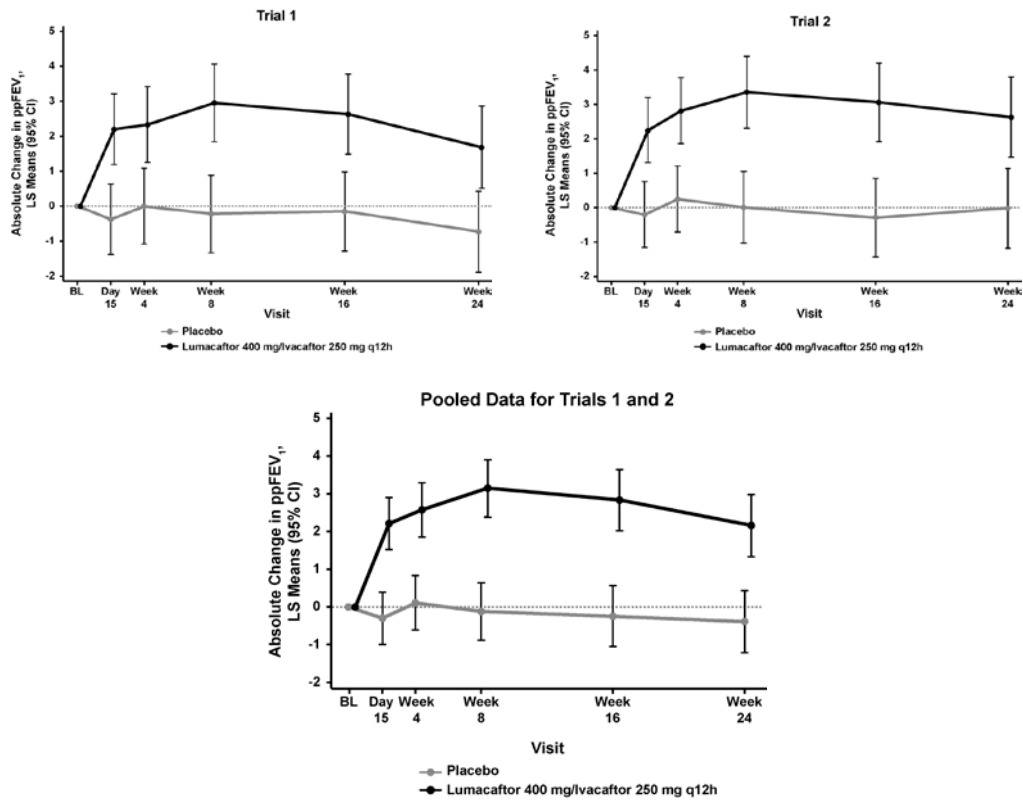 Trial 1
Absolute Change in ppFEV₁,
LS Means (95% CI)
5
4
3
2
1
0
-1
-2
BL
Day
15
Week
4
Week
8
Week
16
Week
24
Visit
Placebo
Lumacaftor 400 mg/Ivacaftor 250 mg q12h
Trial 2
Absolute Change in ppFEV₁,
LS Means (95% CI)
5
4
3
2
1
0
-1
-2
BL
Day
15
Week
4
Week
8
Week
16
Week
24
Visit
Placebo
Lumacaftor 400 mg/Ivacaftor 250 mg q12h
Pooled Data for Trials 1 and 2
Absolute Change in ppFEV₁,
LS Means (95% CI)
5
4
3
2
1
0
-1
-2
BL
Day
15
Week
4
Week
8
Week
16
Week
24
Visit
Placebo
Lumacaftor 400 mg/Ivacaftor 250 mg q12h